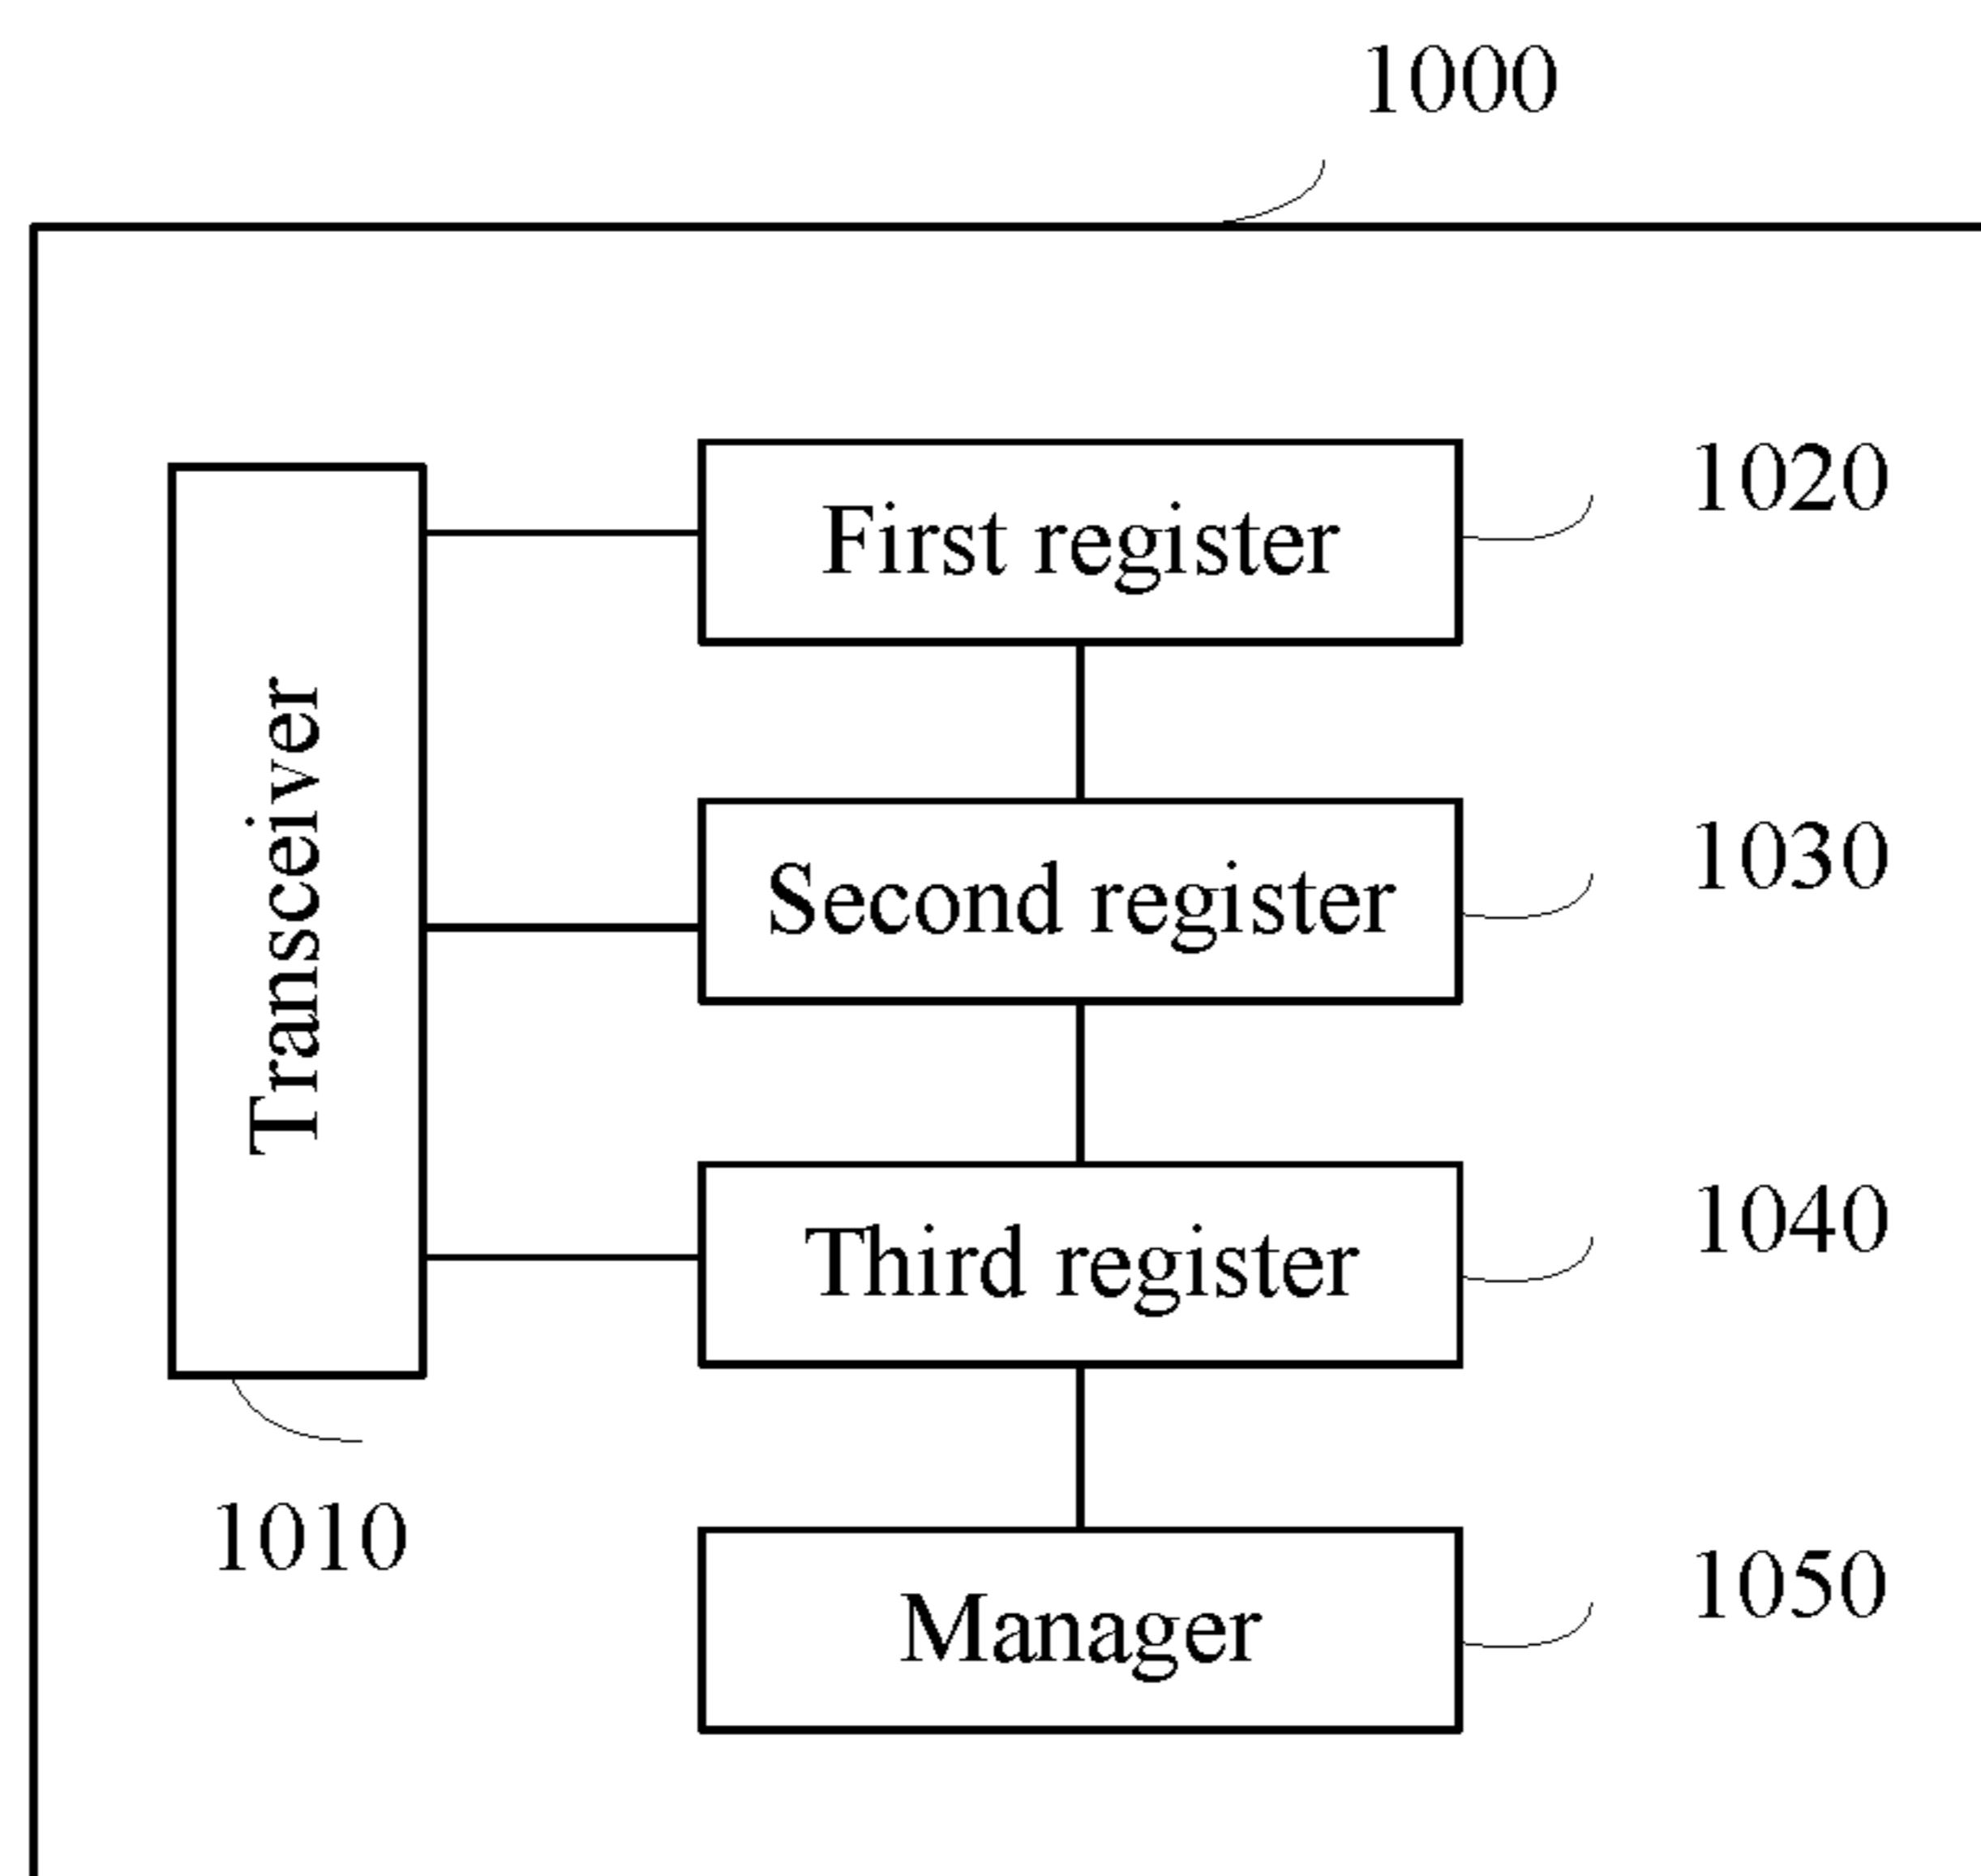 1000
First register
1020
Transceiver
Second register
1030
Third register
1040
1010
Manager
1050